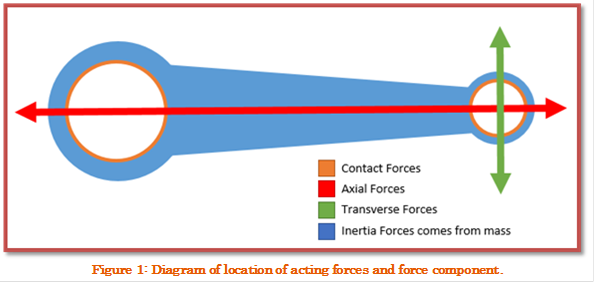 Contact Forces
Axial Forces
Transverse Forces
Inertia Forces comes from mass
Figure 1: Diagram of location of acting forces and force component.